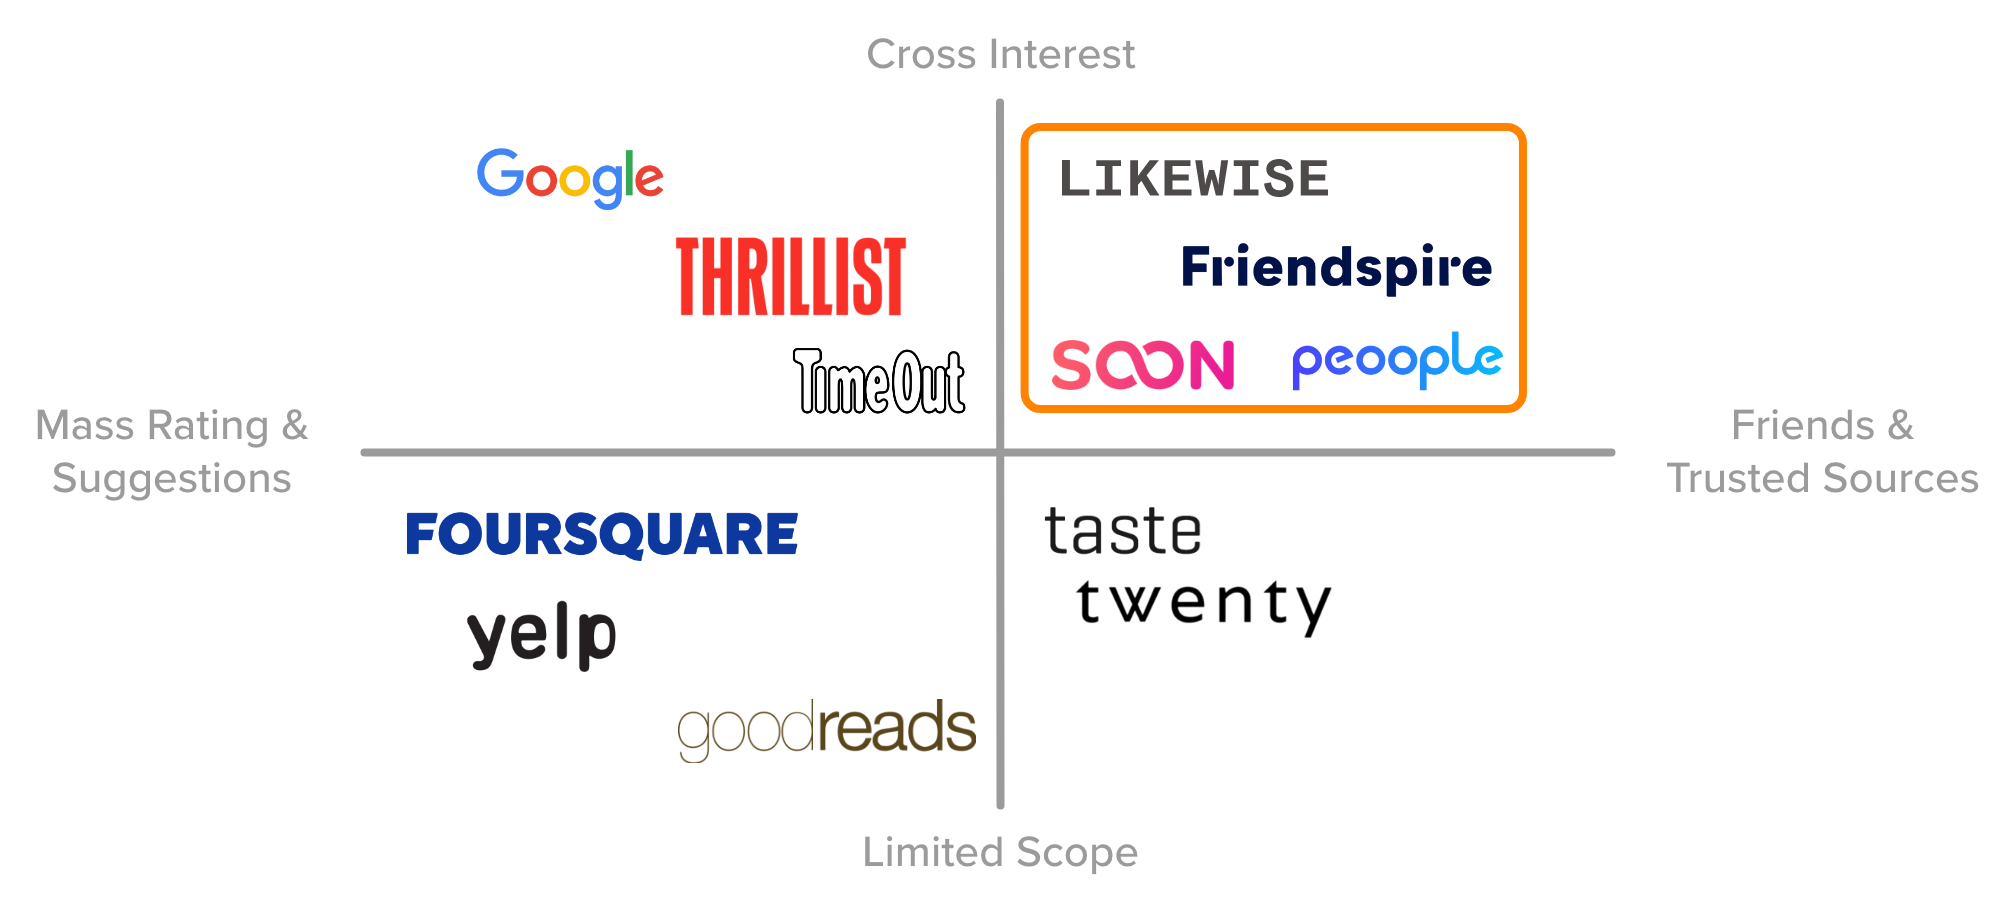 Cross Interest
Google
THRILLIST
TimeOut
LIKEWISE
Friendspire
SOON
peoople
Mass Rating &
Suggestions
Friends &
Trusted Sources
FOURSQUARE
yelp
goodreads
taste
twenty
Limited Scope